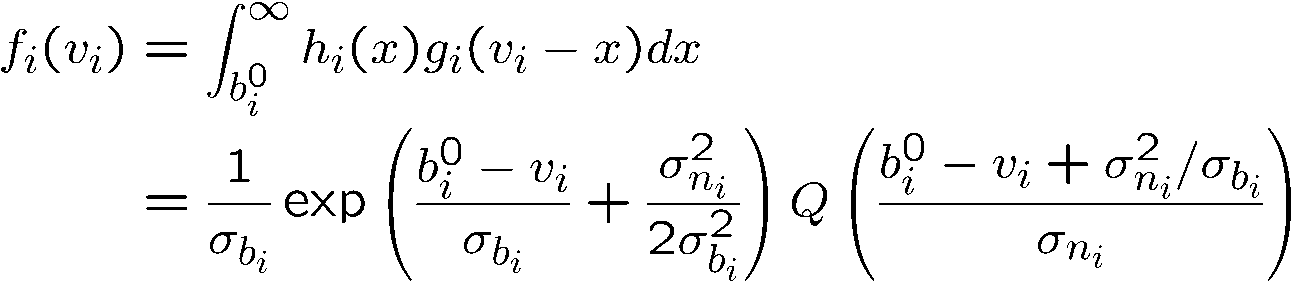 f_i(v_i) = \int_{b_i^0}^{\infty} h_i(x) g_i(v_i - x) dx
= \frac{1}{\sigma_{b_i}} \exp \left( \frac{b_i^0 - v_i}{\sigma_{b_i}} + \frac{\sigma_{n_i}^2}{2\sigma_{b_i}^2} \right) Q \left( \frac{b_i^0 - v_i + \sigma_{n_i}^2 / \sigma_{b_i}}{\sigma_{n_i}} \right)